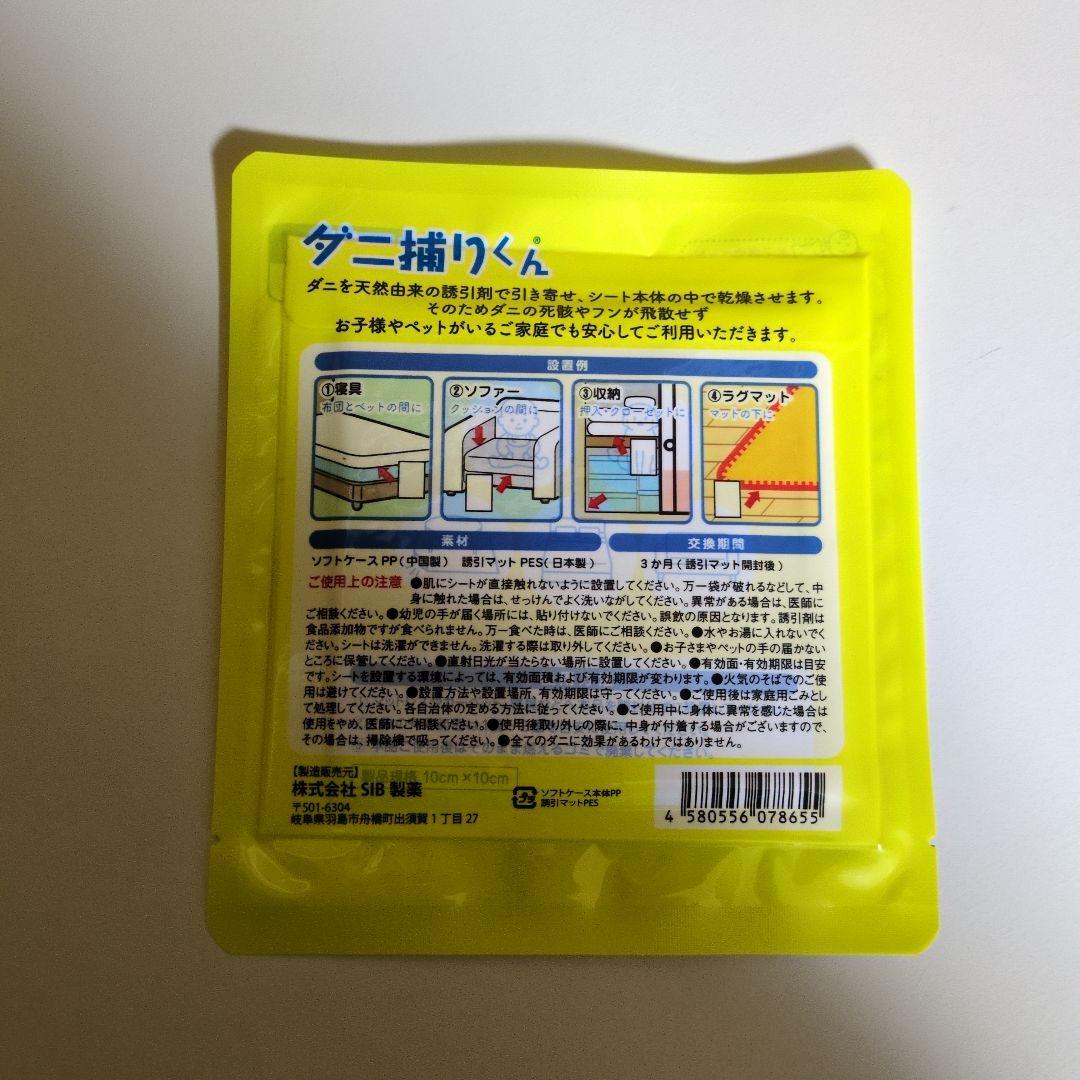 ダニ捕りくん®
ダニを天然由来の誘引剤で引き寄せ、シート本体の中で乾燥させます。
そのためダニの死骸やフンが飛散せず
お子様やペットがいるご家庭でも安心してご利用いただきます。
設置例
①寝具
布団とベットの間に
②ソファー
クッションの間に
③収納
押入・クローゼットに
④ラグマット
マットの下に
素材
交換期間
ソフトケース PP(中国製) 誘引マット PES(日本製)
3か月(誘引マット開封後)
ご使用上の注意 ●肌にシートが直接触れないように設置してください。万一袋が破れるなどして、中
身に触れた場合は、せっけんでよく洗いながしてください。異常がある場合は、医師に
ご相談ください。●幼児の手が届く場所には、貼り付けないでください。誤飲の原因となります。誘引剤は
食品添加物ですが食べられません。万一食べた時は、医師にご相談ください。●水やお湯に入れないでく
ださい。シートは洗濯ができません。洗濯する際は取り外してください。●お子さまやペットの手の届かない
ところに保管してください。●直射日光が当たらない場所に設置してください。●有効面・有効期限は目安
です。シートを設置する環境によっては、有効面積および有効期限が変わります。●火気のそばでのご使
用は避けてください。●設置方法や設置場所、有効期限は守ってください。●ご使用後は家庭用ごみとし
て処理してください。各自治体の定める方法に従ってください。●ご使用中に身体に異常を感じた場合は
使用をやめ、医師にご相談ください。●使用後取り外しの際に、中身が付着する場合がございますので、
その場合は、掃除機で吸ってください。●全てのダニに効果があるわけではありません。
【製造販売元】
製品規格 10cm×10cm
株式会社 SIB 製薬
〒501-6304
岐阜県羽島市舟橋町出須賀1丁目27
プラ
ソフトケース本体PP
誘引マットPES
4 580556 078655